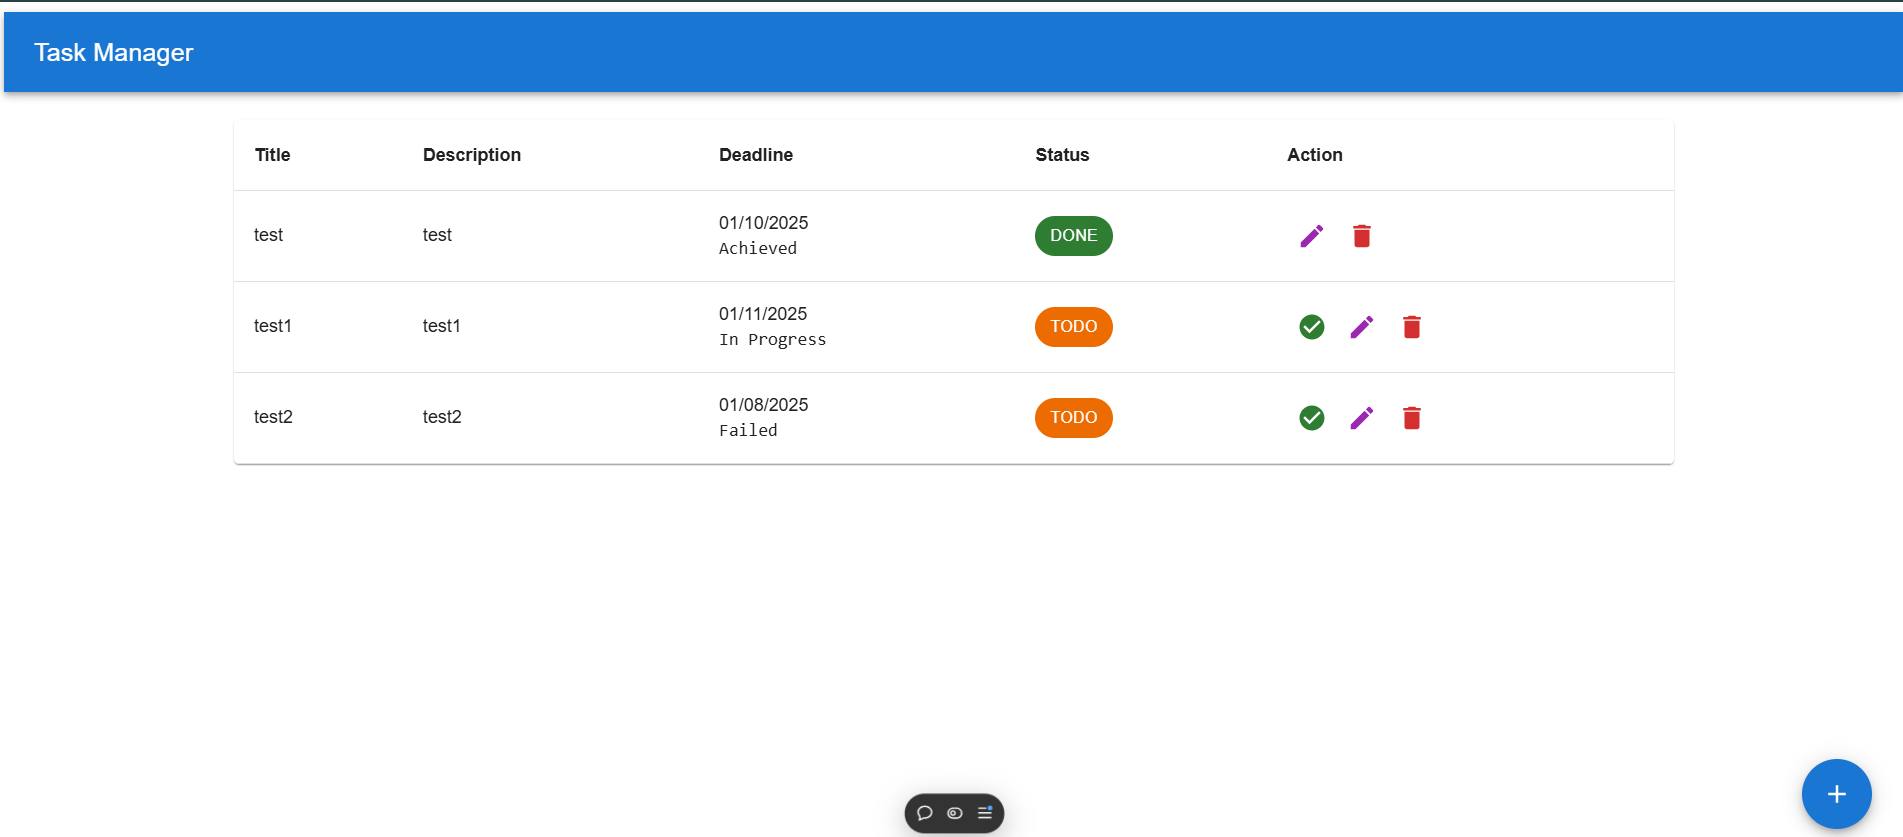 Task Manager
Title Description Deadline Status Action
test test 01/10/2025 DONE
Achieved
test1 test1 01/11/2025 TODO
In Progress
test2 test2 01/08/2025 TODO
Failed